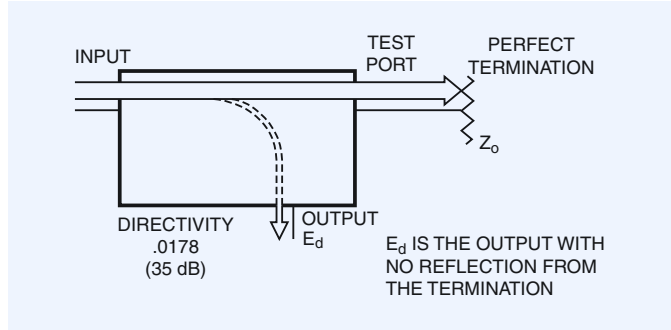 INPUT
TEST
PORT
PERFECT
TERMINATION
Zo
DIRECTIVITY
.0178
(35 dB)
OUTPUT
Ed
Ed IS THE OUTPUT WITH
NO REFLECTION FROM
THE TERMINATION